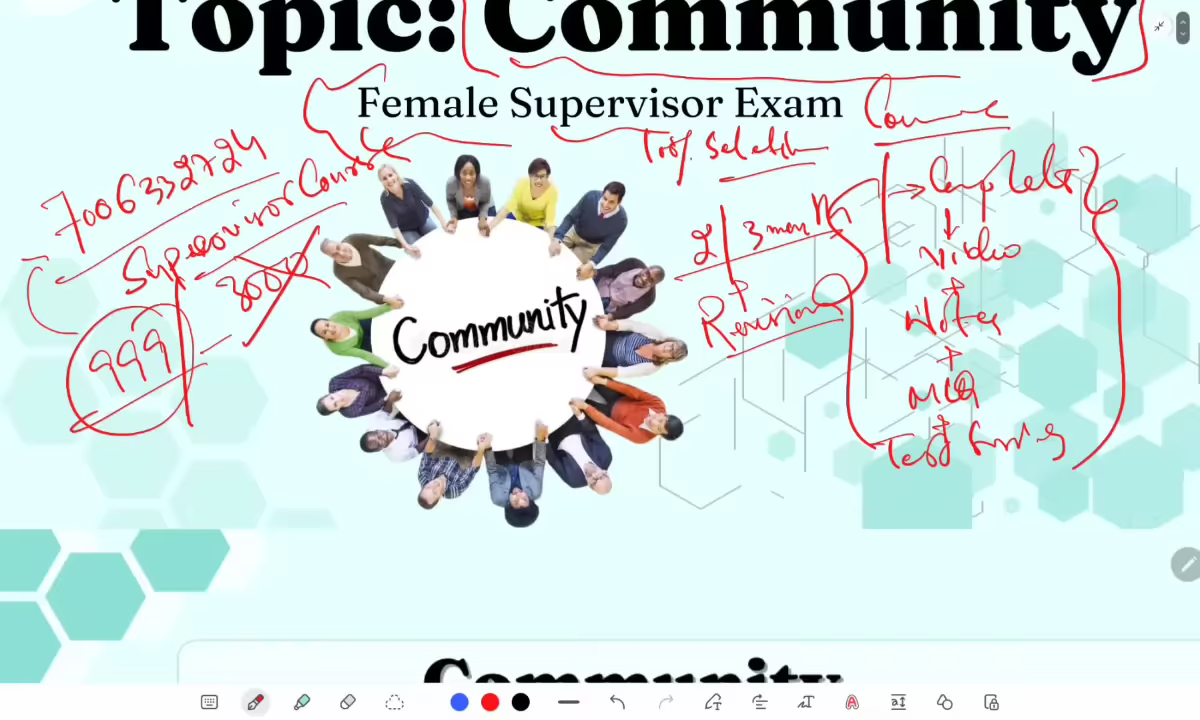 Topic: Community
Female Supervisor Exam
Course
7006332724
Supervisor Course
999 - 3000
2/3 month
Revision
Complete
Video
+
Notes
+
MCQ
+
Test Series
Community
Community